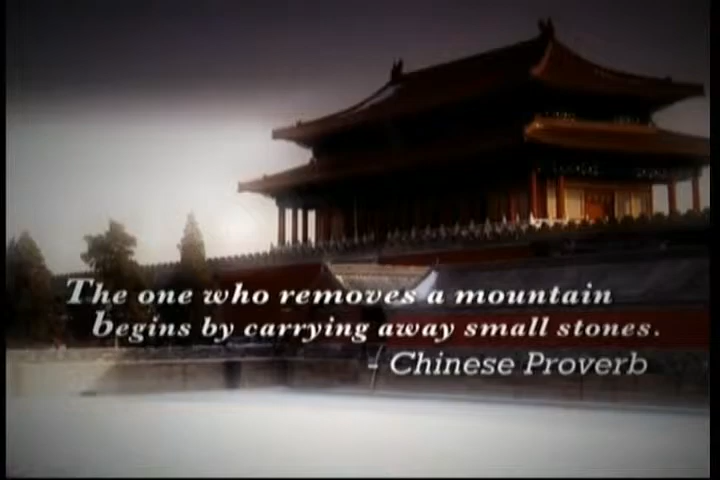 The one who removes a mountain
begins by carrying away small stones.
- Chinese Proverb